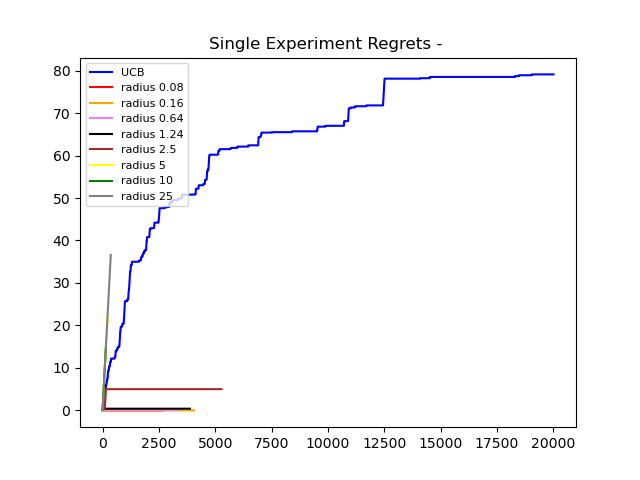 Single Experiment Regrets -
80
70
60
50
40
30
20
10
0
UCB
radius 0.08
radius 0.16
radius 0.64
radius 1.24
radius 2.5
radius 5
radius 10
radius 25
0 2500 5000 7500 10000 12500 15000 17500 20000